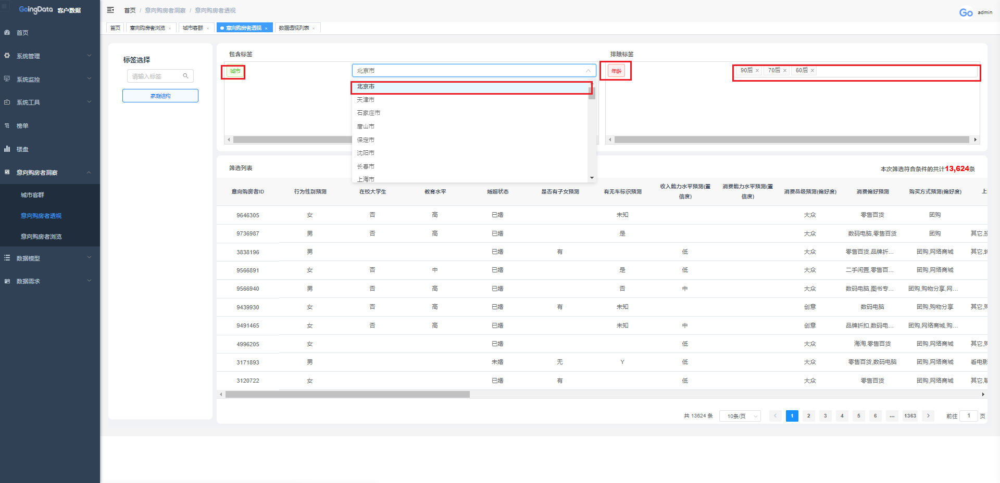 GoingData 客户数据
首页 / 意向购房者洞察 / 意向购房者透视
admin
首页 意向购房者浏览 × 城市客群 × 意向购房者透视 × 数据透视列表 ×
首页
系统管理
系统监控
系统工具
榜单
楼盘
意向购房者洞察
城市客群
意向购房者透视
意向购房者浏览
数据模型
数据需求
标签选择
请输入标签
家庭结构
包含标签
城市
北京市
北京市
天津市
石家庄市
唐山市
保定市
沈阳市
长春市
上海市
排除标签
年龄
90后 × 70后 × 60后 ×
筛选列表
本次筛选符合条件的共计13,624条
意向购房者ID 行为性别预测 在校大学生 教育水平 婚姻状态 是否有子女预测 有无车标识预测 收入能力水平预测(置信度) 消费能力水平预测(置信度) 消费品级预测(偏好度) 消费偏好预测 购买方式预测(偏好度) 上
9646305 女 否 高 已婚 未知 大众 零售百货 团购
9736987 男 否 高 已婚 是 大众 数码电脑,零售百货 团购 其它,投
3838196 男 已婚 有 低 大众 零售百货,品牌折... 团购,网络商城 其它,转
9566891 女 否 中 已婚 是 低 大众 二手闲置,零售百... 团购,网络商城
9566940 男 否 高 已婚 否 中 大众 数码电脑,图书专... 团购,购物分享,网...
9439930 女 否 高 已婚 有 未知 创意 数码电脑 团购,购物分享 其它,购
9491465 女 否 高 已婚 未知 中 创意 品牌折扣,数码电... 团购,网络商城,购...
4996205 女 已婚 低 大众 海淘,零售百货 团购,网络商城 其它,购
3171893 男 未婚 无 Y 低 大众 零售百货,数码电脑 团购,网络商城 看电影
3120722 女 已婚 有 低 大众 零售百货 团购,网络商城 其它,聊
共 13624 条 10条/页 < 1 2 3 4 5 6 ... 1363 > 前往 1 页